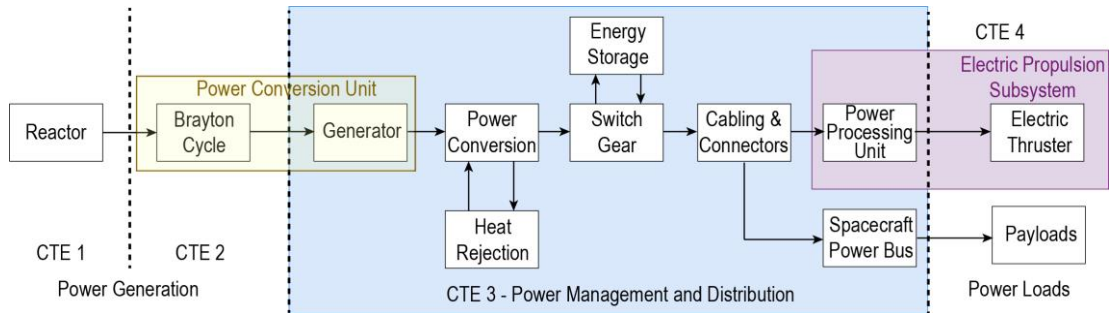 Energy
Storage
CTE 4
Power Conversion Unit
Electric Propulsion
Subsystem
Reactor
Brayton
Cycle
Generator
Power
Conversion
Switch
Gear
Cabling &
Connectors
Power
Processing
Unit
Electric
Thruster
Heat
Rejection
Spacecraft
Power Bus
Payloads
CTE 1
CTE 2
Power Generation
CTE 3 - Power Management and Distribution
Power Loads